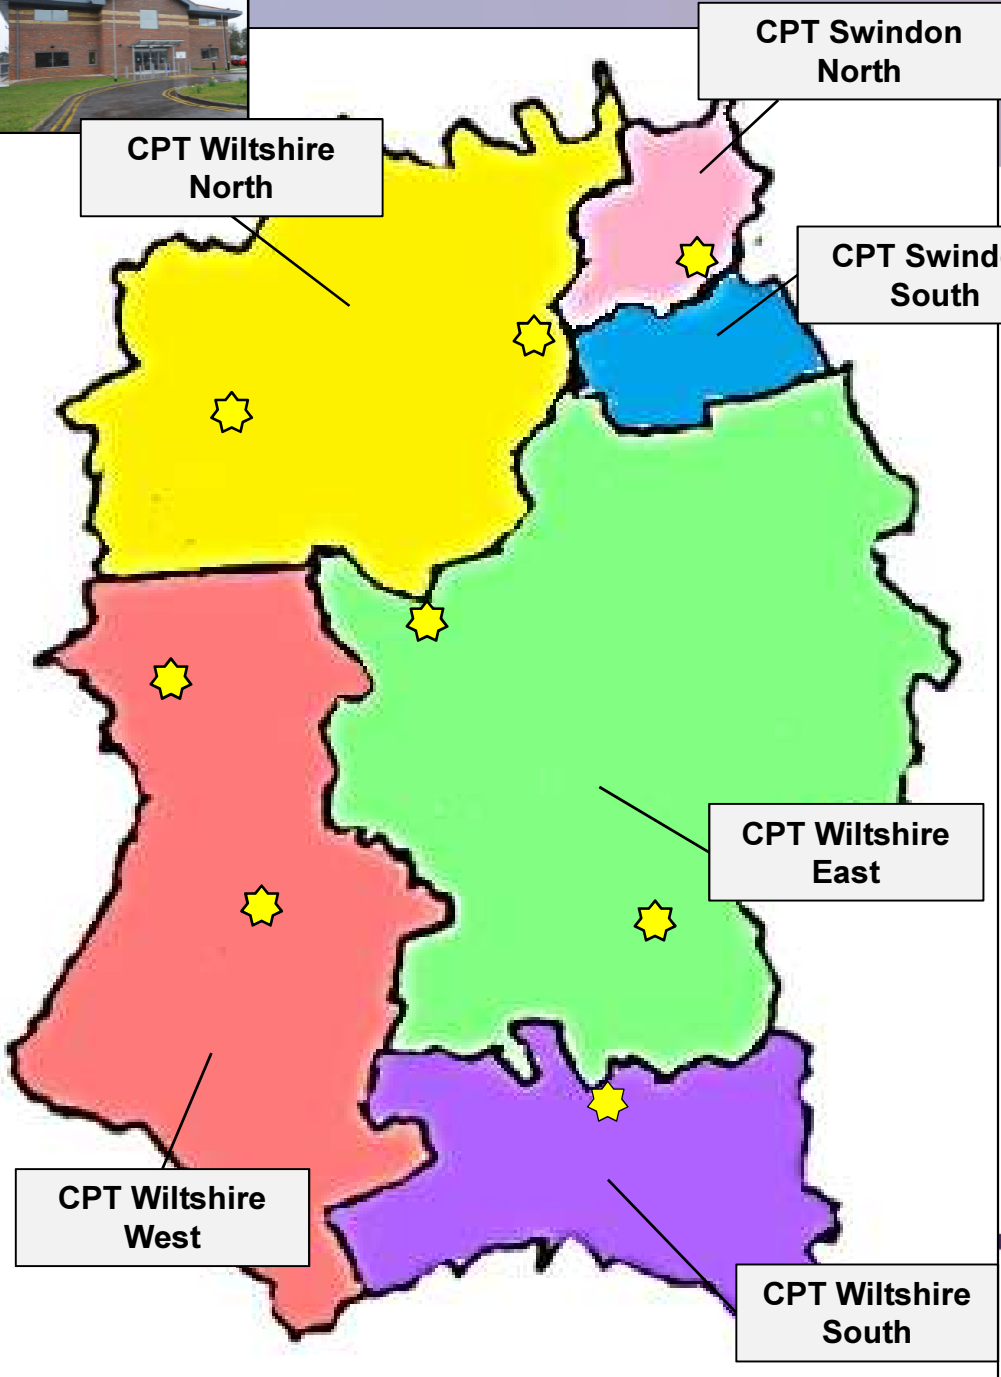 CPT Swindon
North
CPT Wiltshire
North
CPT Swind
South
CPT Wiltshire
East
CPT Wiltshire
West
CPT Wiltshire
South